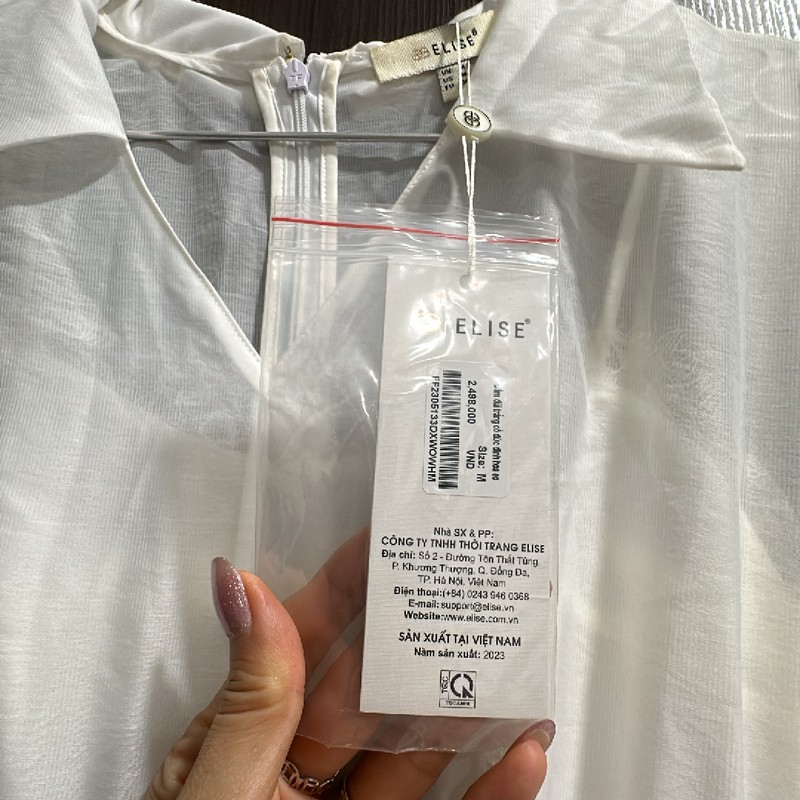 ELISE®
ELISE®
Đầm dài trắng cổ đức đính hoa eo
2,498,000 VND
Size: M
FF2305133DXWOWHM
Nhà SX & PP:
CÔNG TY TNHH THỜI TRANG ELISE
Địa chỉ: Số 2 - Đường Tôn Thất Tùng,
P. Khương Thượng, Q. Đống Đa,
TP. Hà Nội, Việt Nam
Điện thoại:(+84) 0243 946 0368
E-mail: support@elise.vn
Website:www.elise.com.vn
SẢN XUẤT TẠI VIỆT NAM
Năm sản xuất: 2023